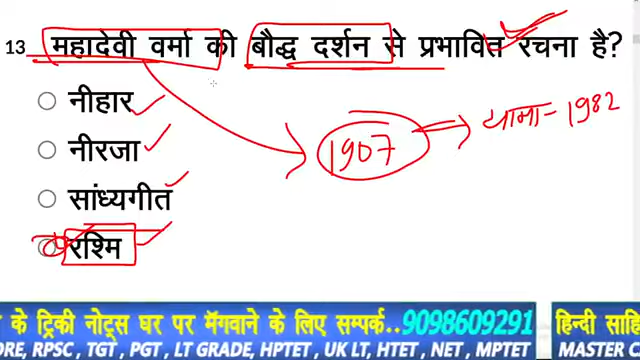 13 महादेवी वर्मा की बौद्ध दर्शन से प्रभावित रचना है?
नीहार
नीरजा
सांध्यगीत
रश्मि
1907 यामा = 1982
के ट्रिकी नोट्स घर पर मँगवाने के लिए सम्पर्क..9098609291 हिन्दी साहि
ORE, RPSC , TGT , PGT , LT GRADE, HPTET , UK LT, HTET , NET , MPTET MASTER C